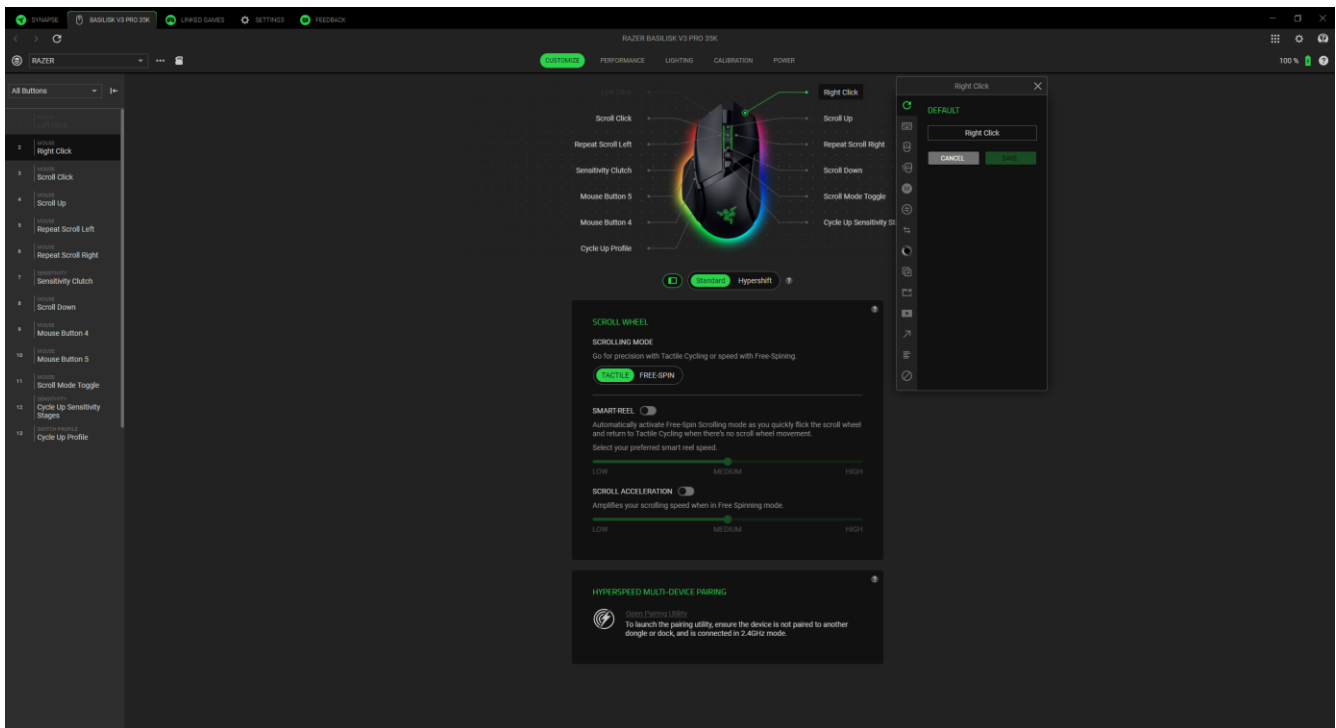 SYNAPSE
BASILISK V3 PRO 35K
LINKED GAMES
SETTINGS
FEEDBACK
RAZER BASILISK V3 PRO 35K
RAZER
CUSTOMIZE
PERFORMANCE
LIGHTING
CALIBRATION
POWER
100 %
All Buttons
1
MOUSE
Left Click
2
MOUSE
Right Click
3
MOUSE
Scroll Click
4
MOUSE
Scroll Up
5
MOUSE
Repeat Scroll Left
6
MOUSE
Repeat Scroll Right
7
SENSITIVITY
Sensitivity Clutch
8
MOUSE
Scroll Down
9
MOUSE
Mouse Button 4
10
MOUSE
Mouse Button 5
11
MOUSE
Scroll Mode Toggle
12
SENSITIVITY
Cycle Up Sensitivity
Stages
13
SWITCH PROFILE
Cycle Up Profile
Left Click
Scroll Click
Repeat Scroll Left
Sensitivity Clutch
Mouse Button 5
Mouse Button 4
Cycle Up Profile
Right Click
Scroll Up
Repeat Scroll Right
Scroll Down
Scroll Mode Toggle
Cycle Up Sensitivity St
Standard
Hypershift
?
SCROLL WHEEL
SCROLLING MODE
Go for precision with Tactile Cycling or speed with Free-Spining.
TACTILE
FREE-SPIN
SMART-REEL
Automatically activate Free-Spin Scrolling mode as you quickly flick the scroll wheel
and return to Tactile Cycling when there's no scroll wheel movement.
Select your preferred smart reel speed.
LOW
MEDIUM
HIGH
SCROLL ACCELERATION
Amplifies your scrolling speed when in Free Spinning mode.
LOW
MEDIUM
HIGH
HYPERSPEED MULTI-DEVICE PAIRING
Open Pairing Utility
To launch the pairing utility, ensure the device is not paired to another
dongle or dock, and is connected in 2.4GHz mode.
Right Click
DEFAULT
Right Click
CANCEL
SAVE